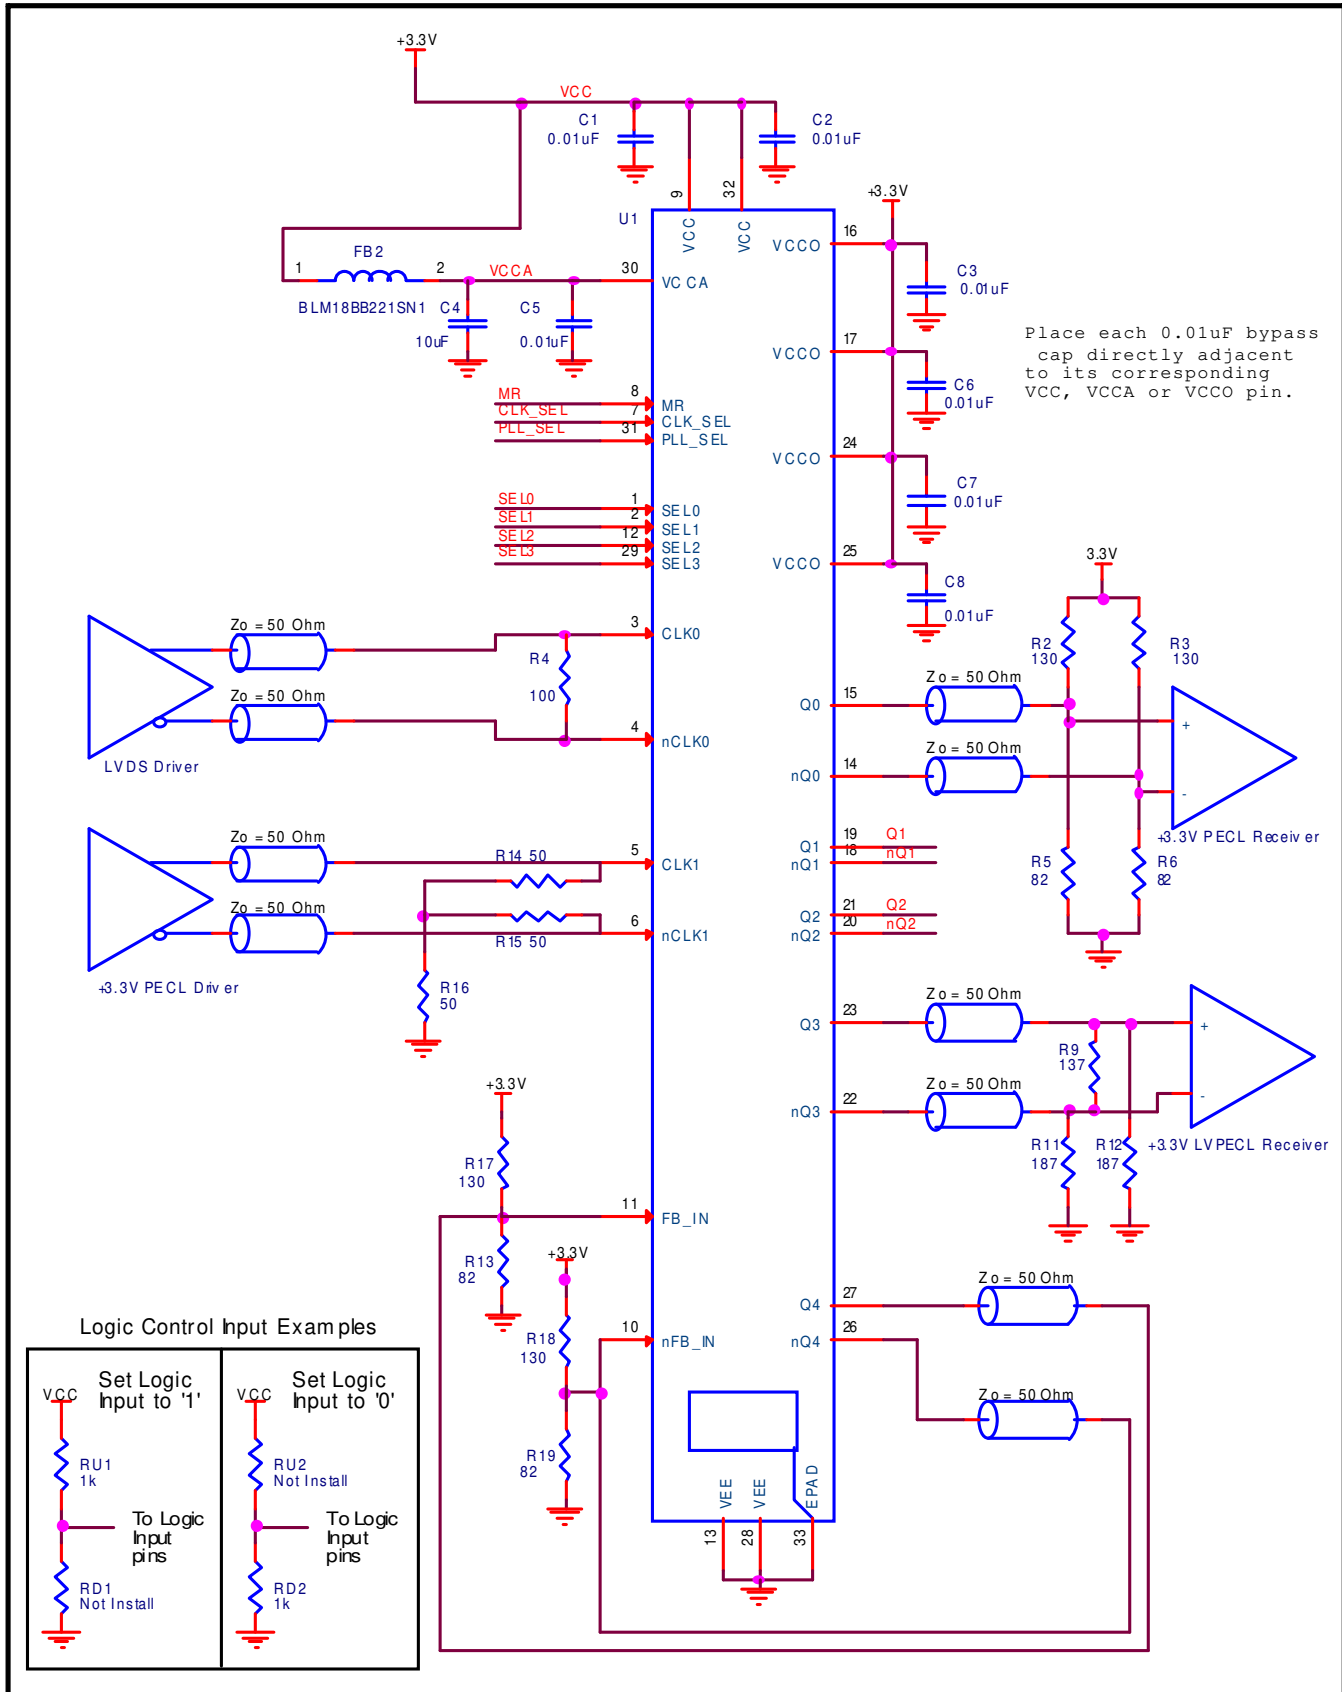 +3.3V
VCC
C1
0.01uF
C2
0.01uF
9
32
U1
VCC
VCC
+3.3V
VCCO
16
C3
0.01uF
FB2
1
2
BLM18BB221SN1
VCCA
30
VCCA
C4
10uF
C5
0.01uF
VCCO
17
C6
0.01uF
Place each 0.01uF bypass
cap directly adjacent
to its corresponding
VCC, VCCA or VCCO pin.
MR
8
MR
CLK_SEL
7
CLK_SEL
PLL_SEL
31
PLL_SEL
VCCO
24
C7
0.01uF
SEL0
1
SEL0
SEL1
2
SEL1
SEL2
12
SEL2
SEL3
29
SEL3
VCCO
25
C8
0.01uF
3.3V
Zo = 50 Ohm
3
CLK0
R4
100
Zo = 50 Ohm
4
nCLK0
LVDS Driver
R2
130
R3
130
Q0
15
Zo = 50 Ohm
+
nQ0
14
Zo = 50 Ohm
-
+3.3V PECL Receiver
R5
82
R6
82
Zo = 50 Ohm
R14 50
5
CLK1
Zo = 50 Ohm
R15 50
6
nCLK1
+3.3V PECL Driver
R16
50
Q1
19
Q1
nQ1
18
nQ1
Q2
21
Q2
nQ2
20
nQ2
Q3
23
Zo = 50 Ohm
+
R9
137
nQ3
22
Zo = 50 Ohm
-
R11
187
R12
187
+3.3V LVPECL Receiver
+3.3V
R17
130
11
FB_IN
R13
82
+3.3V
R18
130
10
nFB_IN
R19
82
Q4
27
Zo = 50 Ohm
nQ4
26
Zo = 50 Ohm
VEE
VEE
EPAD
13
28
33
Logic Control Input Examples
VCC
Set Logic
Input to '1'
RU1
1k
To Logic
Input
pins
RD1
Not Install
VCC
Set Logic
Input to '0'
RU2
Not Install
To Logic
Input
pins
RD2
1k